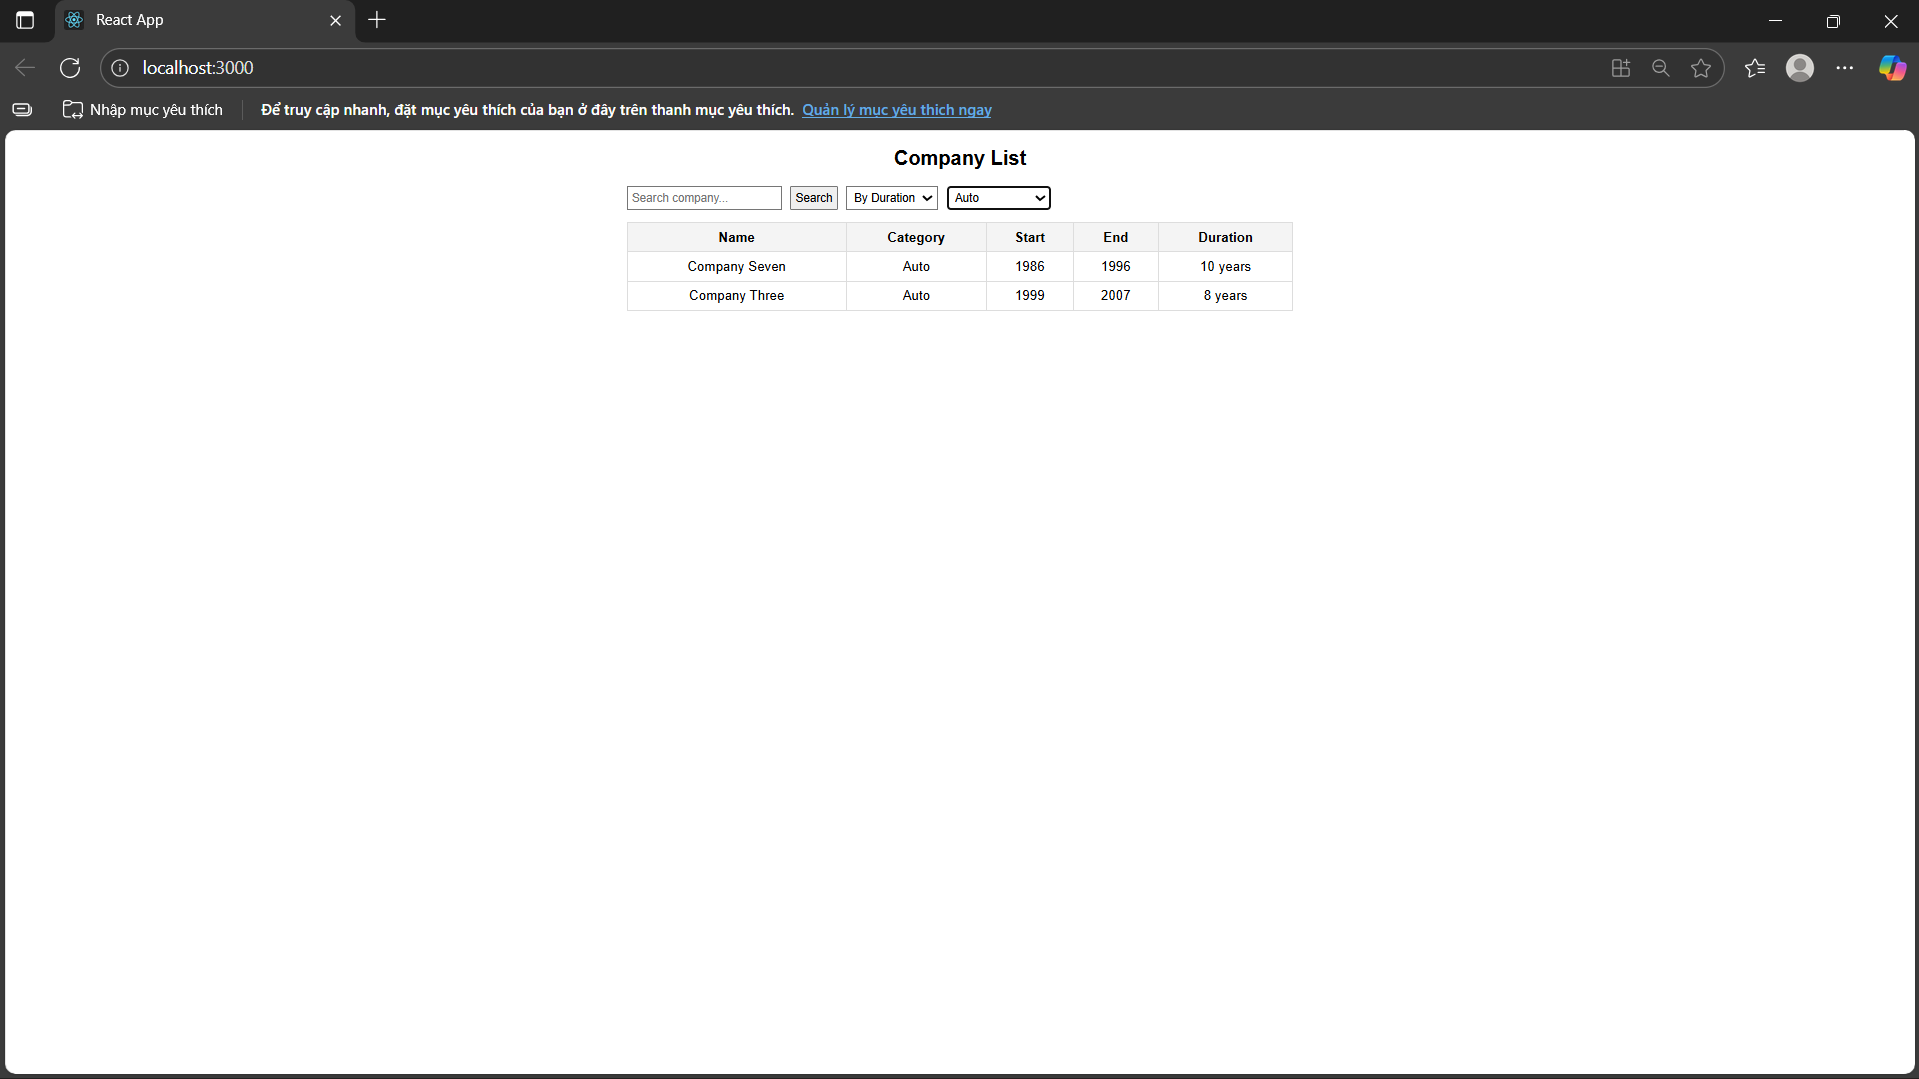 React App
localhost:3000
Nhập mục yêu thích Để truy cập nhanh, đặt mục yêu thích của bạn ở đây trên thanh mục yêu thích. Quản lý mục yêu thích ngay
Company List
Search company... Search By Duration Auto
Name Category Start End Duration
Company Seven Auto 1986 1996 10 years
Company Three Auto 1999 2007 8 years